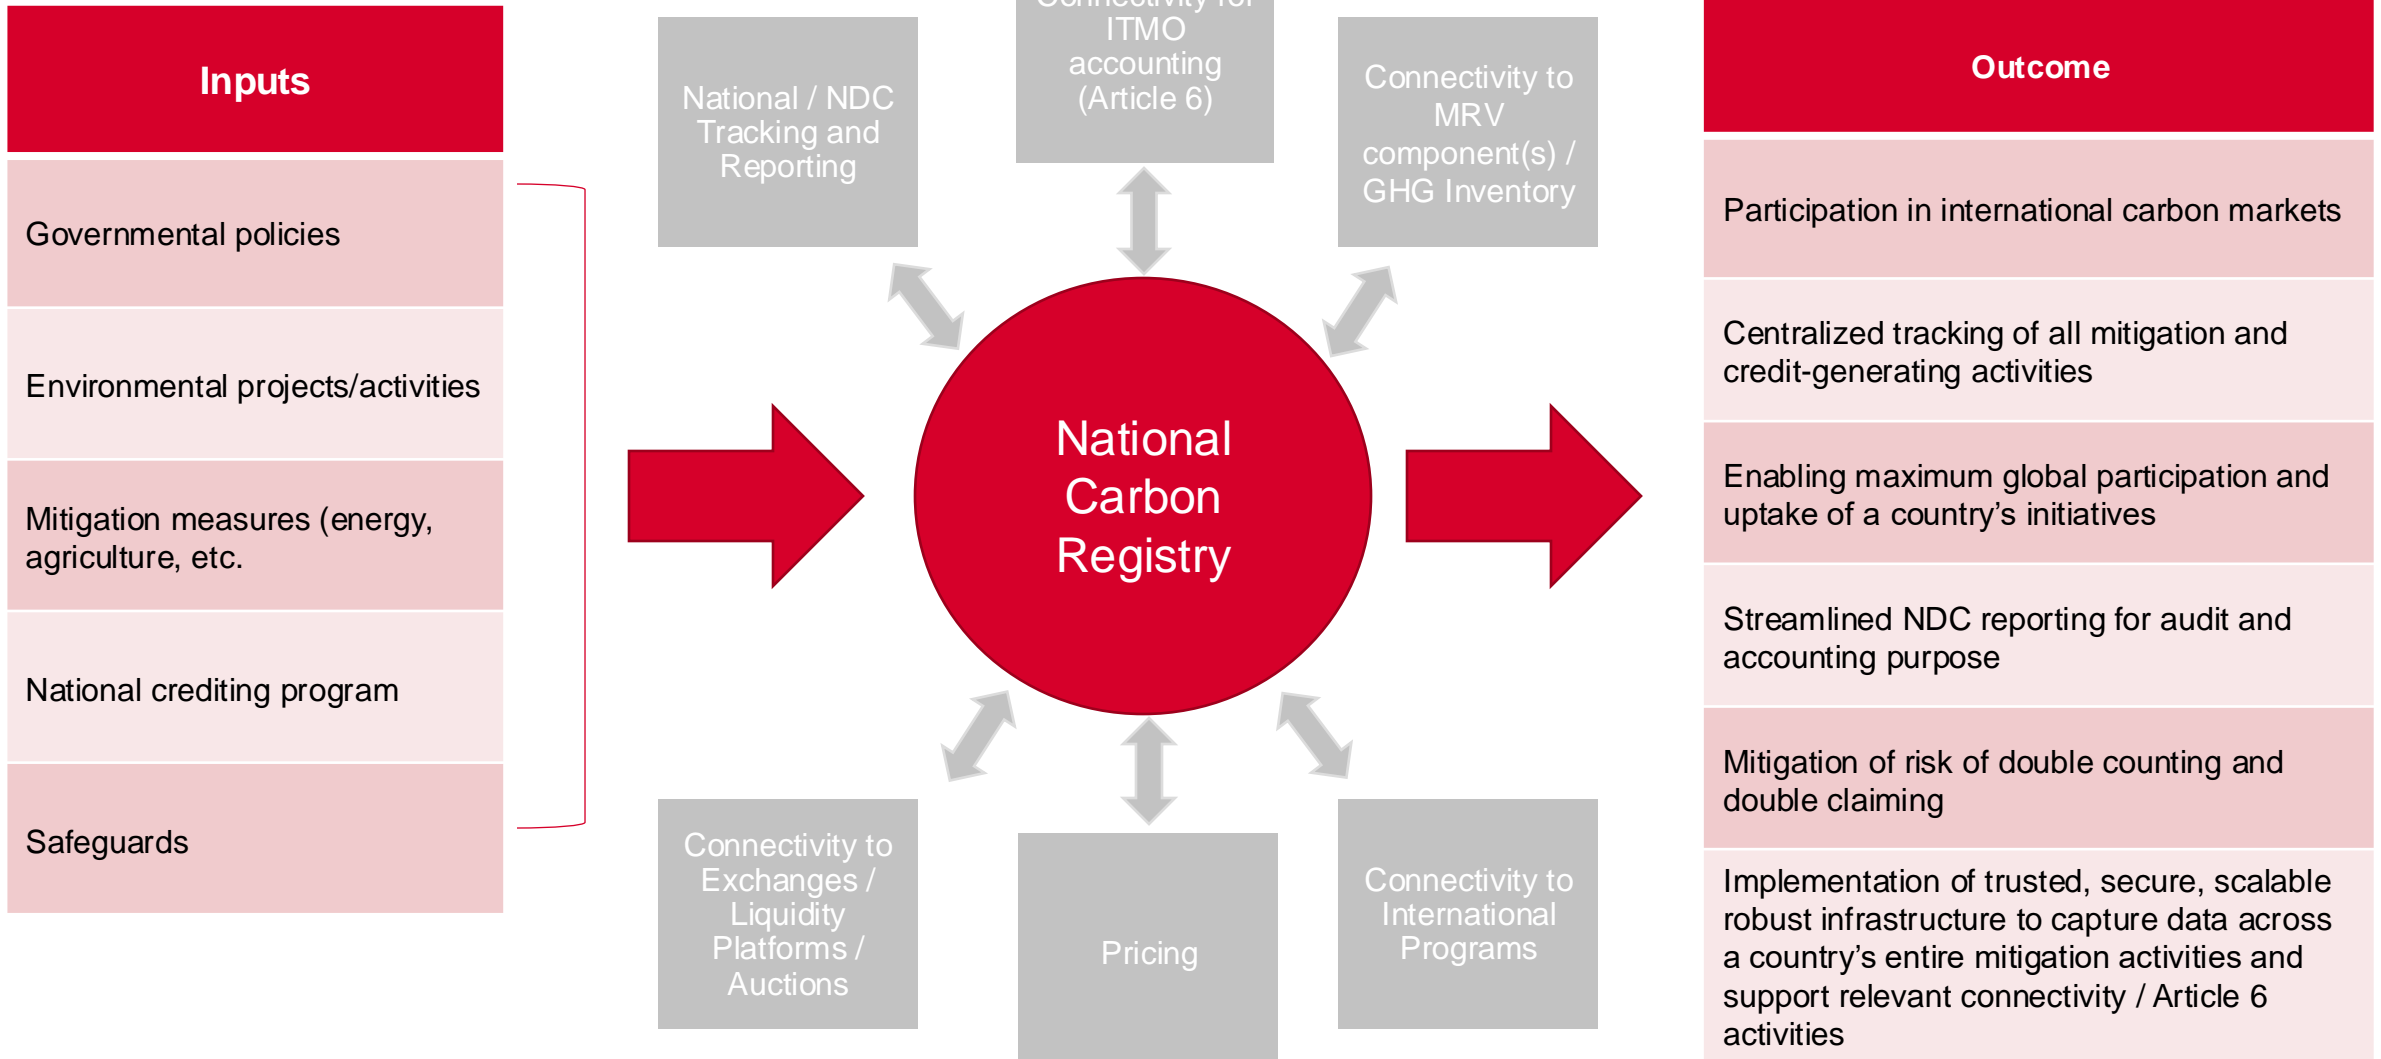 Inputs
Governmental policies
Environmental projects/activities
Mitigation measures (energy,
agriculture, etc.
National crediting program
Safeguards
National / NDC
Tracking and
Reporting
Connectivity for
ITMO
accounting
(Article 6)
Connectivity to
MRV
component(s) /
GHG Inventory
National
Carbon
Registry
Connectivity to
Exchanges /
Liquidity
Platforms /
Auctions
Pricing
Connectivity to
International
Programs
Outcome
Participation in international carbon markets
Centralized tracking of all mitigation and
credit-generating activities
Enabling maximum global participation and
uptake of a country’s initiatives
Streamlined NDC reporting for audit and
accounting purpose
Mitigation of risk of double counting and
double claiming
Implementation of trusted, secure, scalable
robust infrastructure to capture data across
a country’s entire mitigation activities and
support relevant connectivity / Article 6
activities